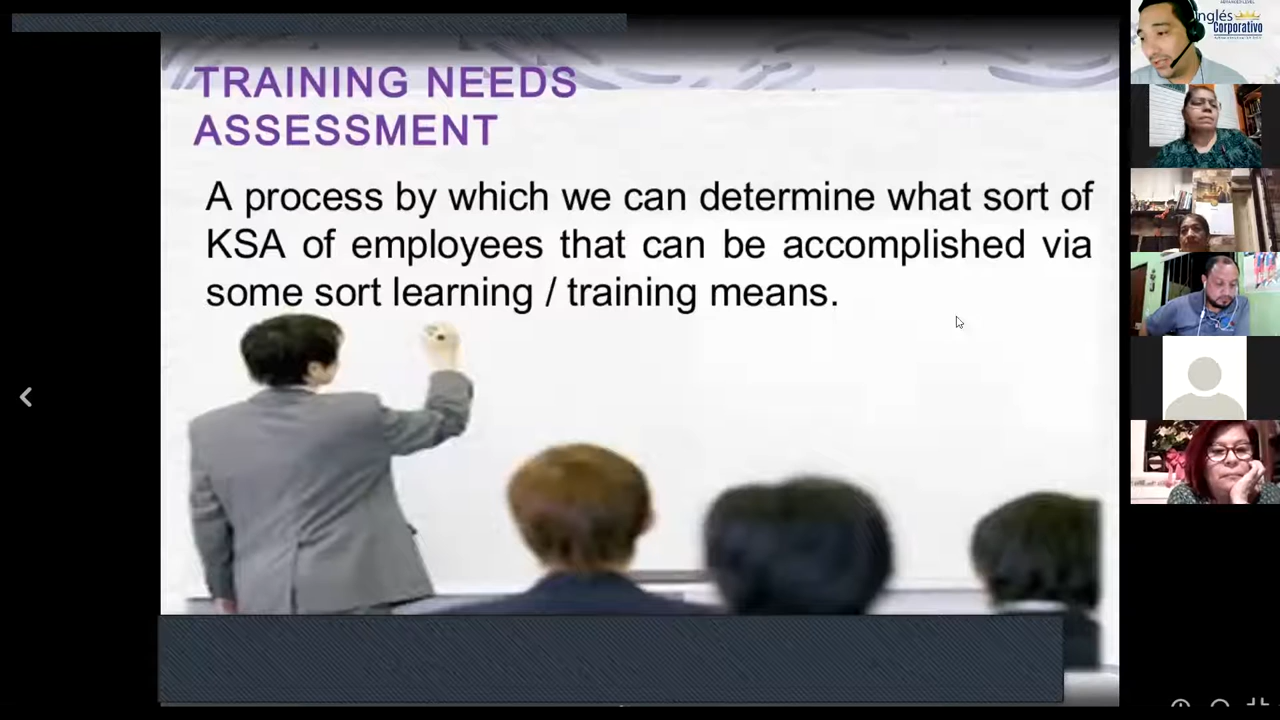 TRAINING NEEDS
ASSESSMENT
A process by which we can determine what sort of
KSA of employees that can be accomplished via
some sort learning / training means.
Inglés
Corporativo